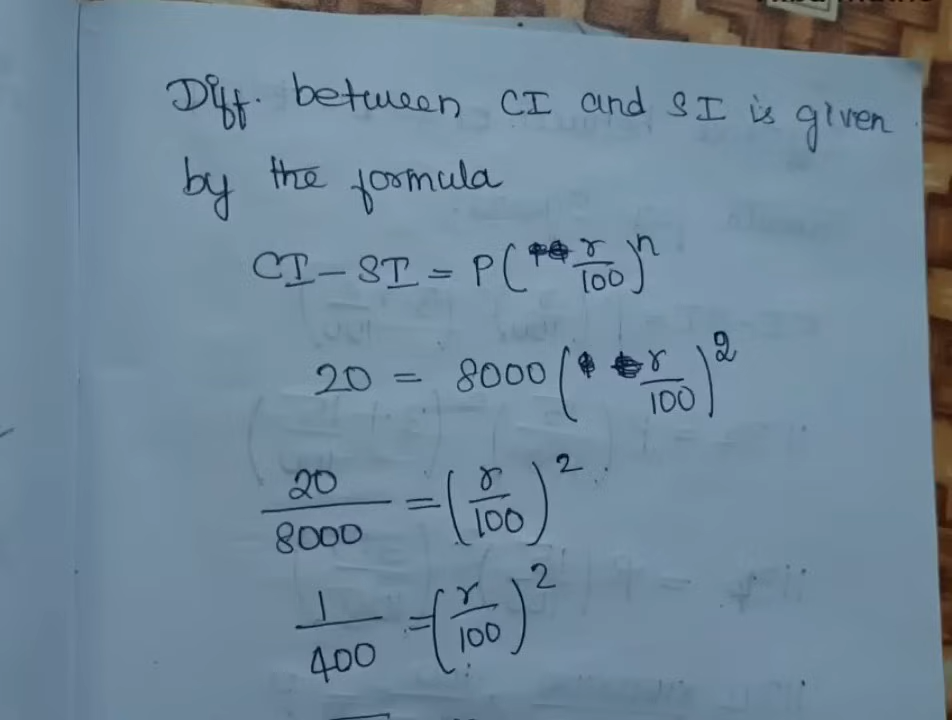 Diff. between CI and SI is given
by the formula
CI - SI = P(r/100)^n
20 = 8000(r/100)^2
20/8000 = (r/100)^2
1/400 = (r/100)^2